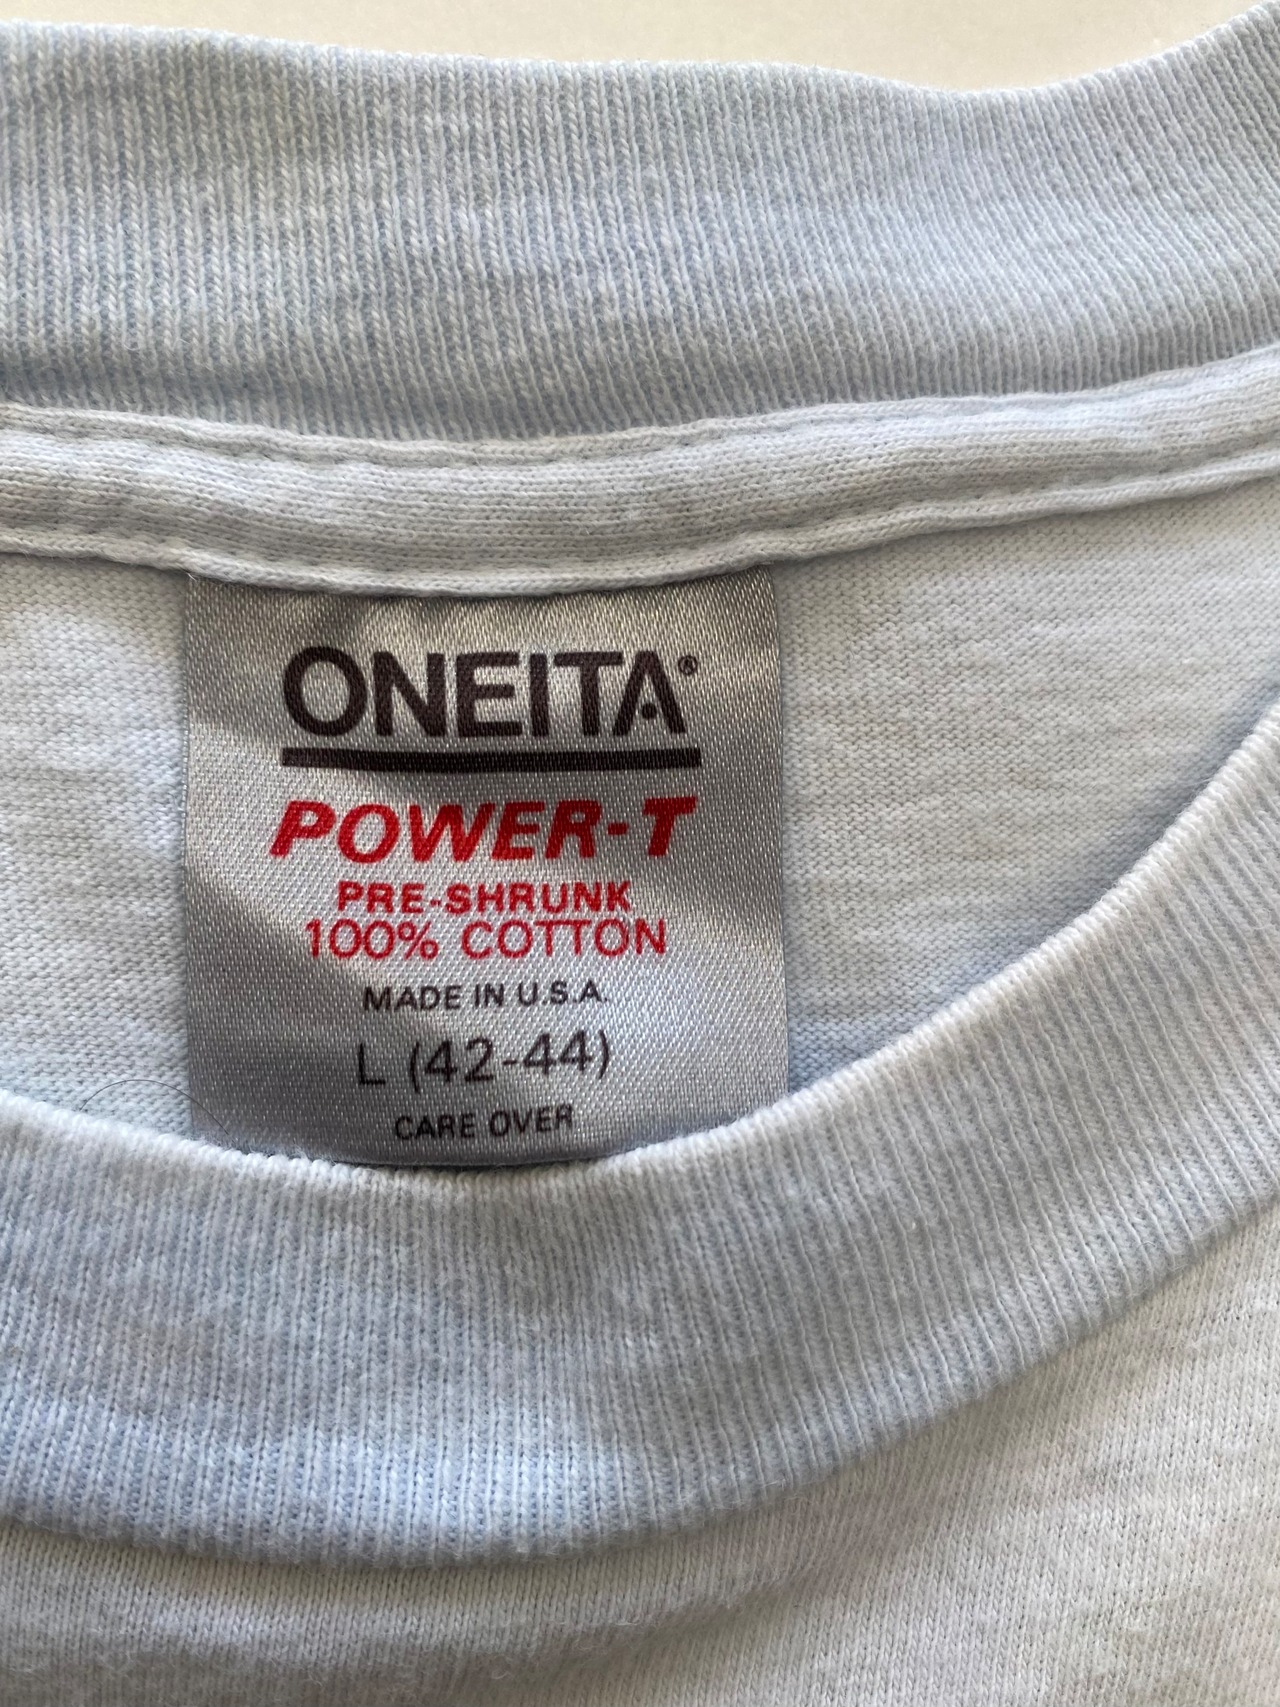 ONEITA®
POWER-T
PRE-SHRUNK
100% COTTON
MADE IN U.S.A.
L (42-44)
CARE OVER